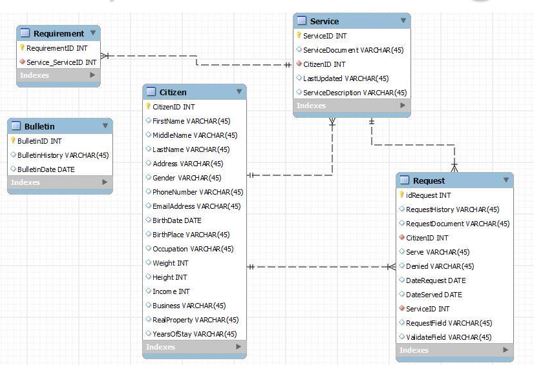 Requirement
RequirementID INT
Service_ServiceID INT
Indexes
Bulletin
BulletinID INT
BulletinHistory VARCHAR(45)
BulletinDate DATE
Indexes
Citizen
CitizenID INT
FirstName VARCHAR(45)
MiddleName VARCHAR(45)
LastName VARCHAR(45)
Address VARCHAR(45)
Gender VARCHAR(45)
PhoneNumber VARCHAR(45)
EmailAddress VARCHAR(45)
BirthDate DATE
BirthPlace VARCHAR(45)
Occupation VARCHAR(45)
Weight INT
Height INT
Income INT
Business VARCHAR(45)
RealProperty VARCHAR(45)
YearsOfStay VARCHAR(45)
Indexes
Service
ServiceID INT
ServiceDocument VARCHAR(45)
CitizenID INT
LastUpdated VARCHAR(45)
ServiceDescription VARCHAR(45)
Indexes
Request
idRequest INT
RequestHistory VARCHAR(45)
RequestDocument VARCHAR(45)
CitizenID INT
Serve VARCHAR(45)
Denied VARCHAR(45)
DateRequest DATE
DateServed DATE
ServiceID INT
RequestField VARCHAR(45)
ValidateField VARCHAR(45)
Indexes